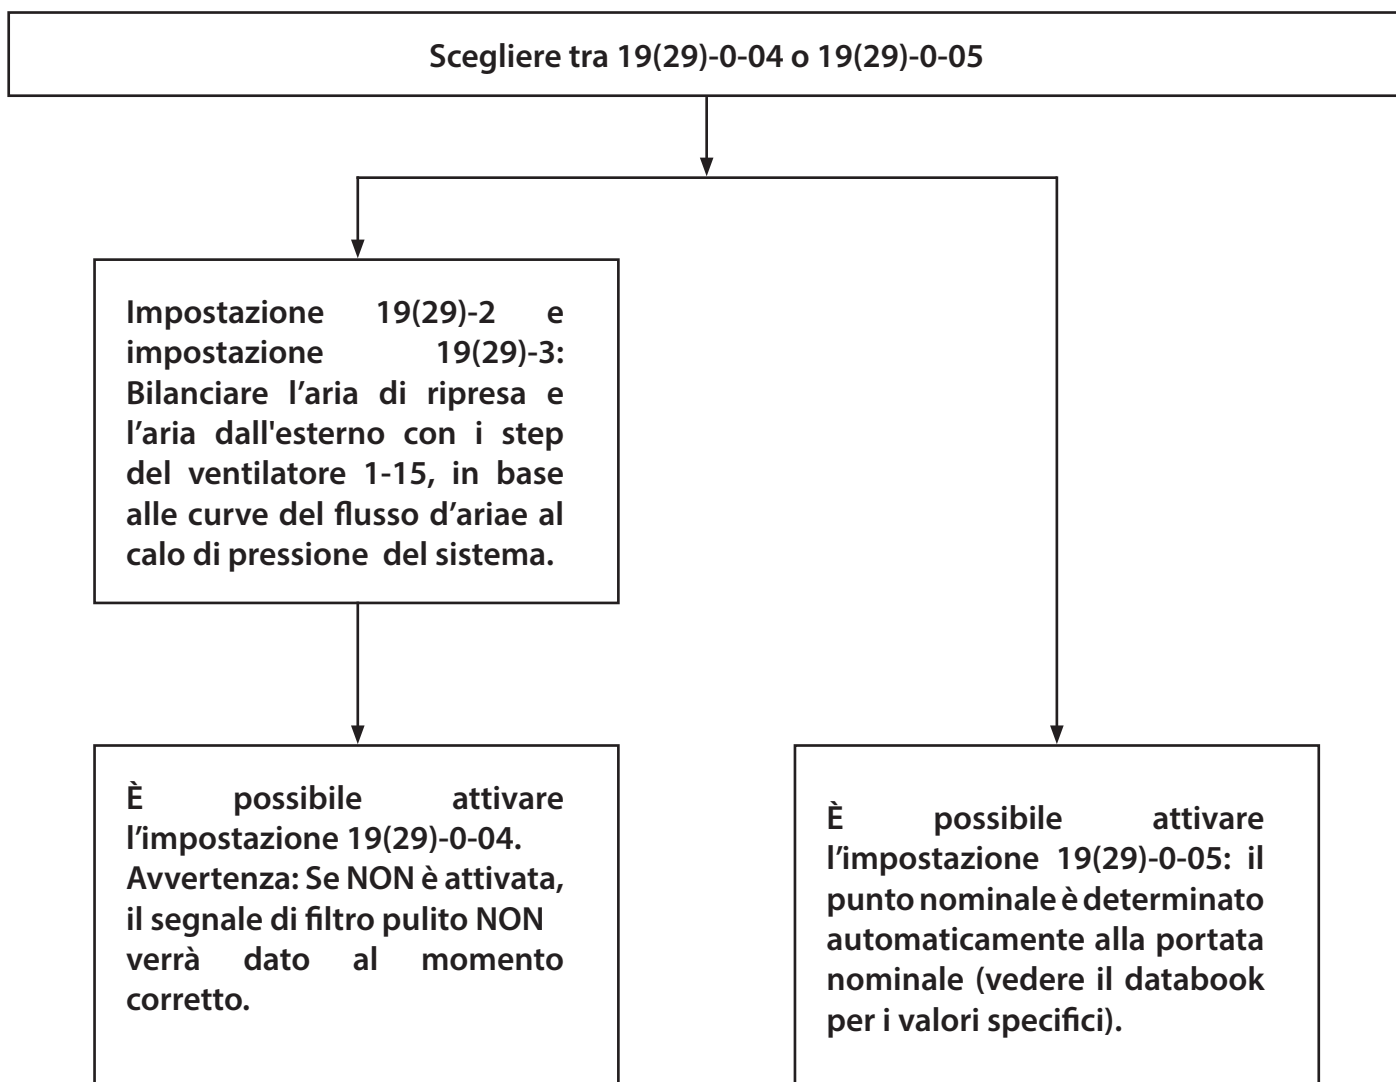 Scegliere tra 19(29)-0-04 o 19(29)-0-05
Impostazione 19(29)-2 e
impostazione 19(29)-3:
Bilanciare l’aria di ripresa e
l’aria dall'esterno con i step
del ventilatore 1-15, in base
alle curve del flusso d’ariae al
calo di pressione del sistema.
È possibile attivare
l’impostazione 19(29)-0-04.
Avvertenza: Se NON è attivata,
il segnale di filtro pulito NON
verrà dato al momento
corretto.
È possibile attivare
l’impostazione 19(29)-0-05: il
punto nominale è determinato
automaticamente alla portata
nominale (vedere il databook
per i valori specifici).